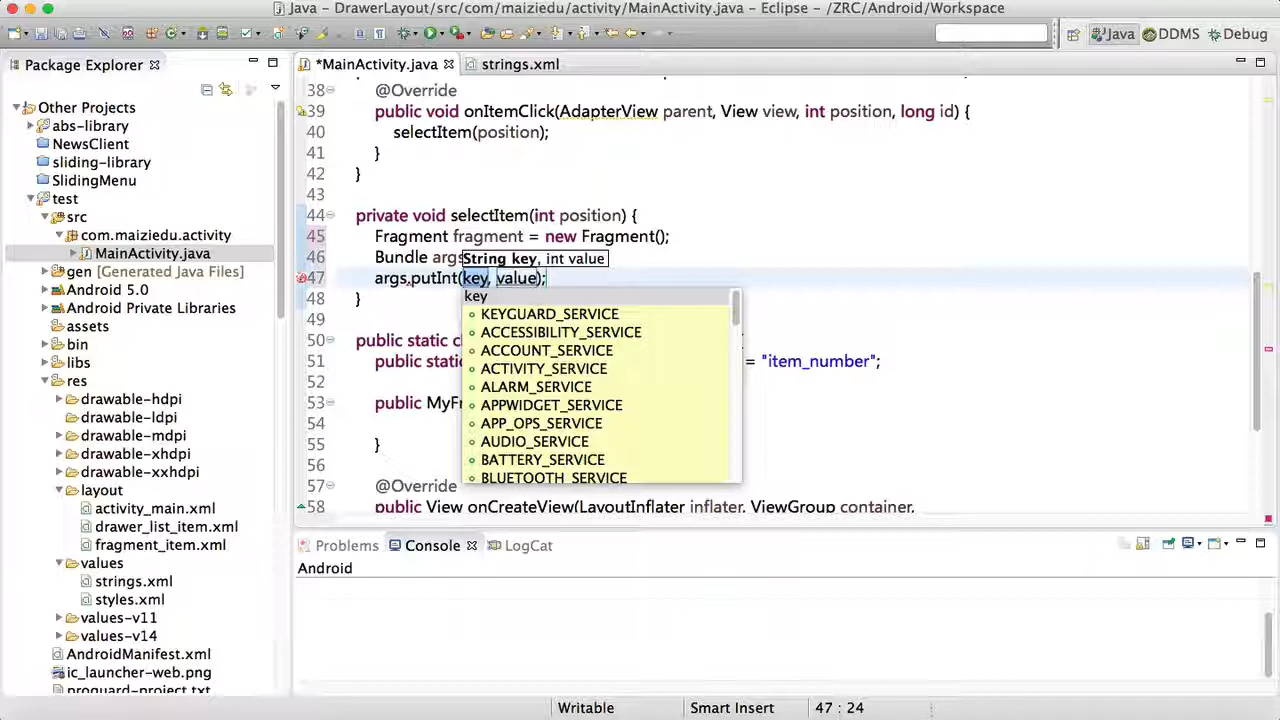 Java - DrawerLayout/src/com/maiziedu/activity/MainActivity.java - Eclipse - /ZRC/Android/Workspace
Java DDMS Debug
Package Explorer
*MainActivity.java strings.xml
Other Projects
abs-library
NewsClient
sliding-library
SlidingMenu
test
src
com.maiziedu.activity
MainActivity.java
gen [Generated Java Files]
Android 5.0
Android Private Libraries
assets
bin
libs
res
drawable-hdpi
drawable-ldpi
drawable-mdpi
drawable-xhdpi
drawable-xxhdpi
layout
activity_main.xml
drawer_list_item.xml
fragment_item.xml
values
strings.xml
styles.xml
values-v11
values-v14
AndroidManifest.xml
ic_launcher-web.png
proguard-project.txt
38 @Override
39 public void onItemClick(AdapterView parent, View view, int position, long id) {
40 selectItem(position);
41 }
42 }
43
44 private void selectItem(int position) {
45 Fragment fragment = new Fragment();
46 Bundle args
47 args.putInt(key, value);
48 }
49
50 public static c
51 public stati = "item_number";
52
53 public MyFr
54
55 }
56
57 @Override
58 public View onCreateView(LayoutInflater inflater, ViewGroup container,
String key, int value
key
KEYGUARD_SERVICE
ACCESSIBILITY_SERVICE
ACCOUNT_SERVICE
ACTIVITY_SERVICE
ALARM_SERVICE
APPWIDGET_SERVICE
APP_OPS_SERVICE
AUDIO_SERVICE
BATTERY_SERVICE
BLUETOOTH_SERVICE
Problems Console LogCat
Android
Writable Smart Insert 47 : 24